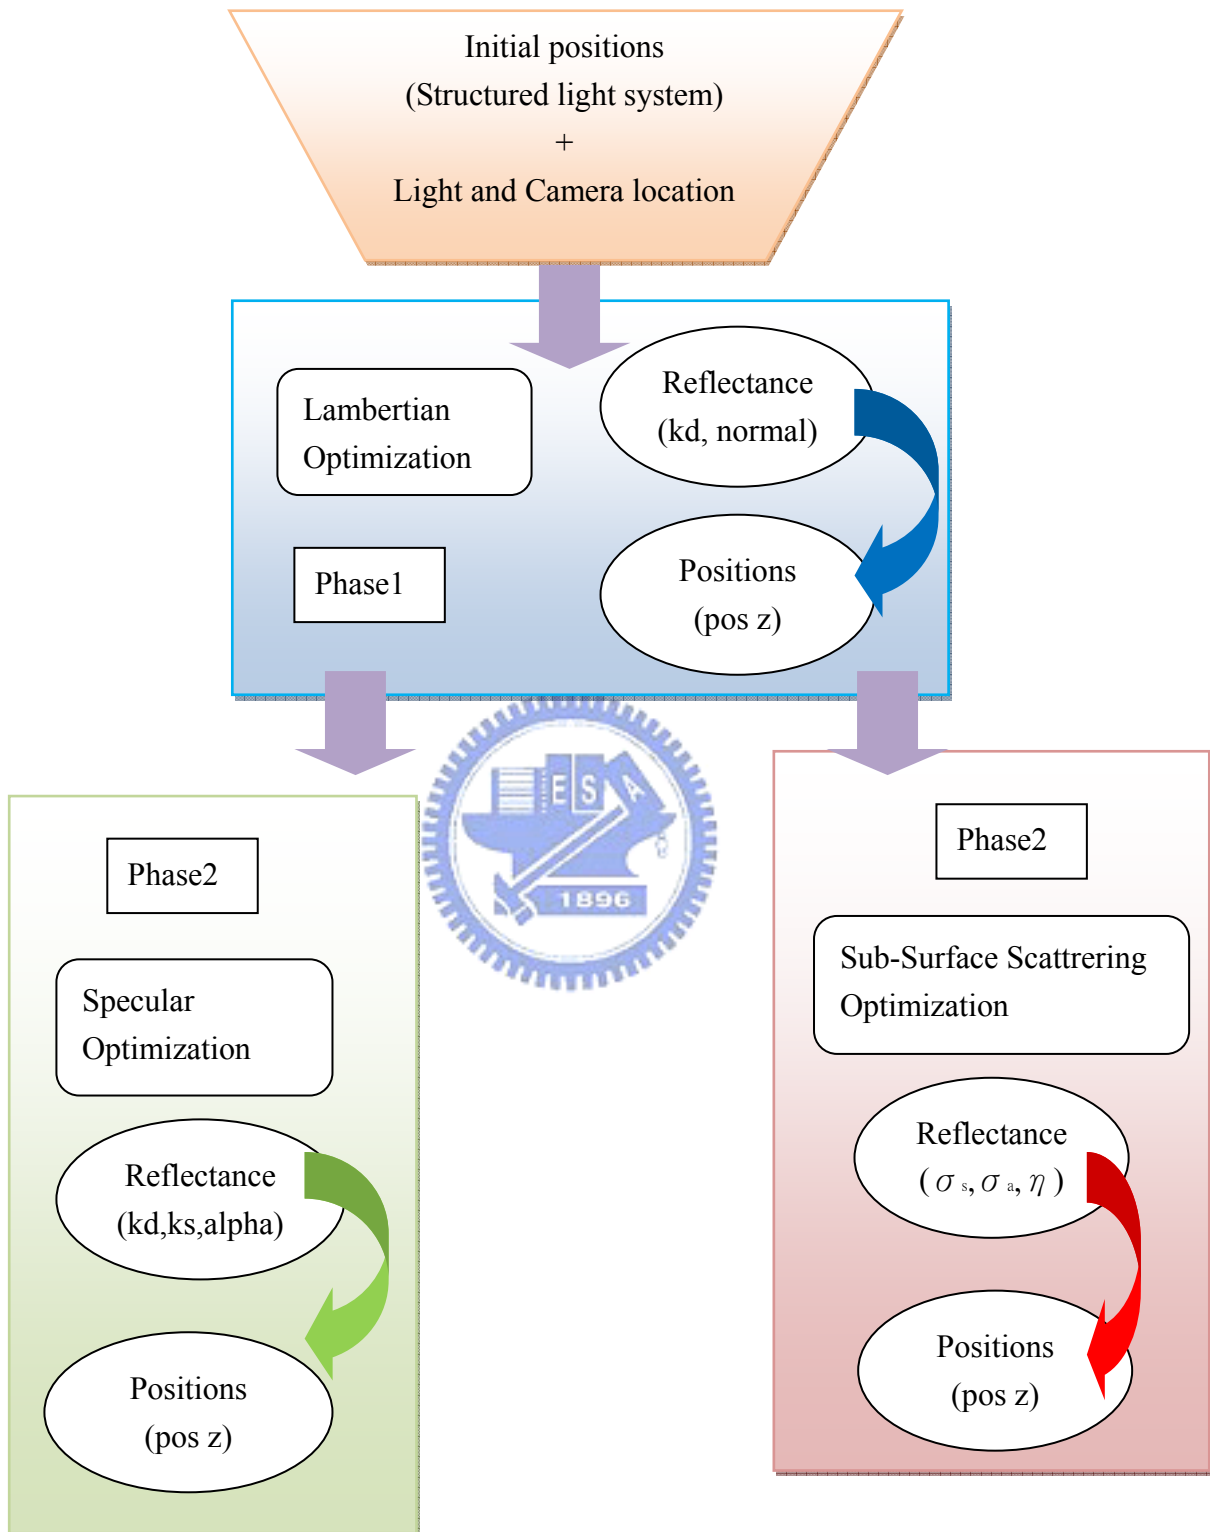 Initial positions
(Structured light system)
+
Light and Camera location
Lambertian
Optimization
Reflectance
(kd, normal)
Phase1
Positions
(pos z)
E S A
1896
Phase2
Specular
Optimization
Reflectance
(kd,ks,alpha)
Positions
(pos z)
Phase2
Sub-Surface Scattrering
Optimization
Reflectance
(σ s, σ a, η)
Positions
(pos z)